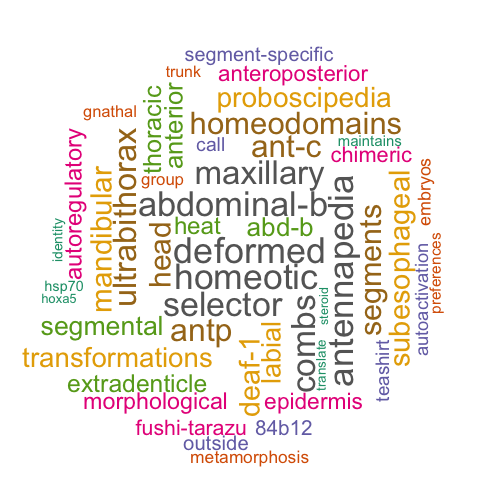 segment-specific
trunk
anteroposterior
thoracic
anterior
proboscipedia
gnathal
homeodomains
autoregulatory
ultrabithorax
call
ant-c
maintains
chimeric
mandibular
group
maxillary
embryos
abdominal-b
antennapedia
segments
subesophageal
identity
head
heat
abd-b
deformed
preferences
autoactivation
hsp70
homeotic
steroid
hoxa5
selector
combs
segmental
antp
deaf-1
labial
translate
teashirt
transformations
extradenticle
morphological
epidermis
fushi-tarazu
84b12
outside
metamorphosis